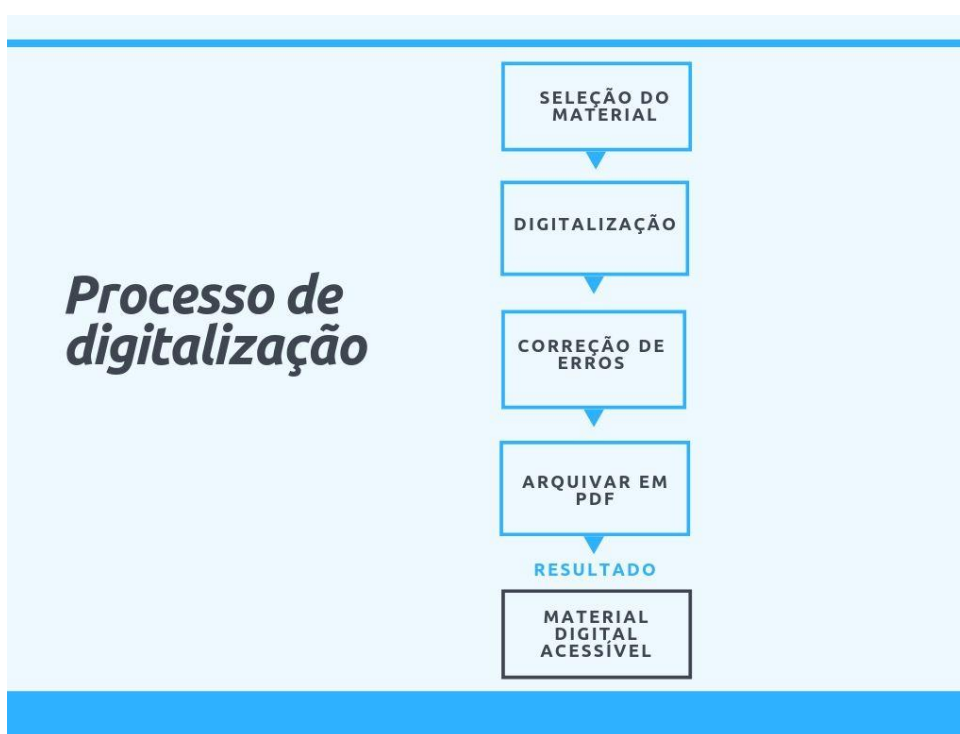 Processo de
digitalização
SELEÇÃO DO
MATERIAL
DIGITALIZAÇÃO
CORREÇÃO DE
ERROS
ARQUIVAR EM
PDF
RESULTADO
MATERIAL
DIGITAL
ACESSÍVEL